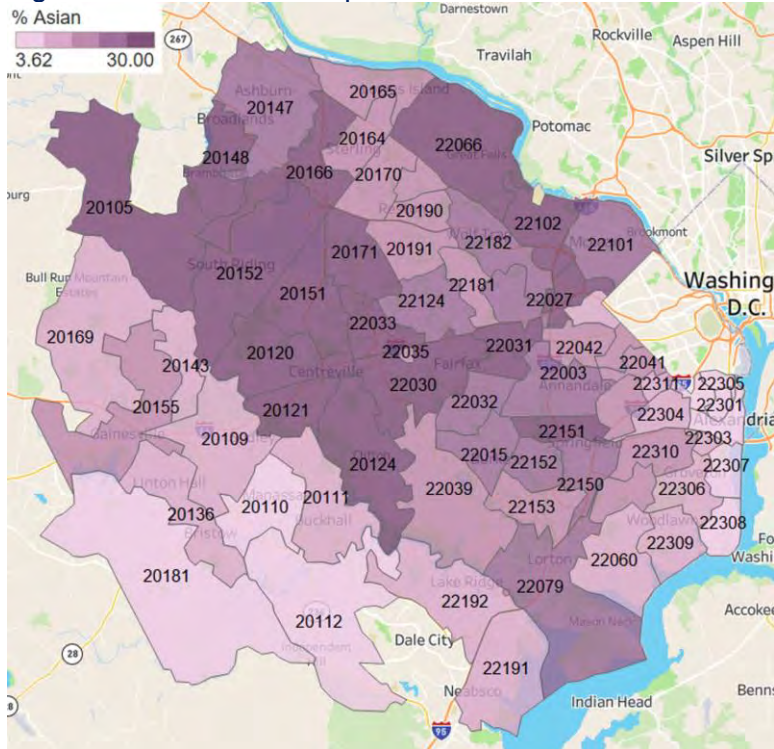 % Asian
3.62 30.00
267
Darnestown
Travilah
Rockville
Aspen Hill
Potomac
Silver Sp
Ashburn
20147
Broadlands
20165
20148
20164
Sterling
20166
20170
22066
Great Falls
20105
20190
22102
22182
22101
Brookmont
20171
20191
South Riding
20152
20151
22124
22181
22027
Washing
D.C.
Bull Run Mountain
Estates
22033
20169
20143
20120
Centreville
22035
22031
Fairfax
22042
22041
22030
22003
Annandale
22311
22305
22304
22301
20155
20121
22032
22151
22303
Gainesville
20109
20124
22015
22152
Springfield
22310
22307
Linton Hall
22039
22150
22306
20136
Bristow
20110
20111
Buckhall
22153
Woodlawn
22308
22309
20181
Lorton
22060
22079
Lake Ridge
22192
20112
Mason Neck
Dale City
28
22191
Neabsco
Indian Head
Accokee
95